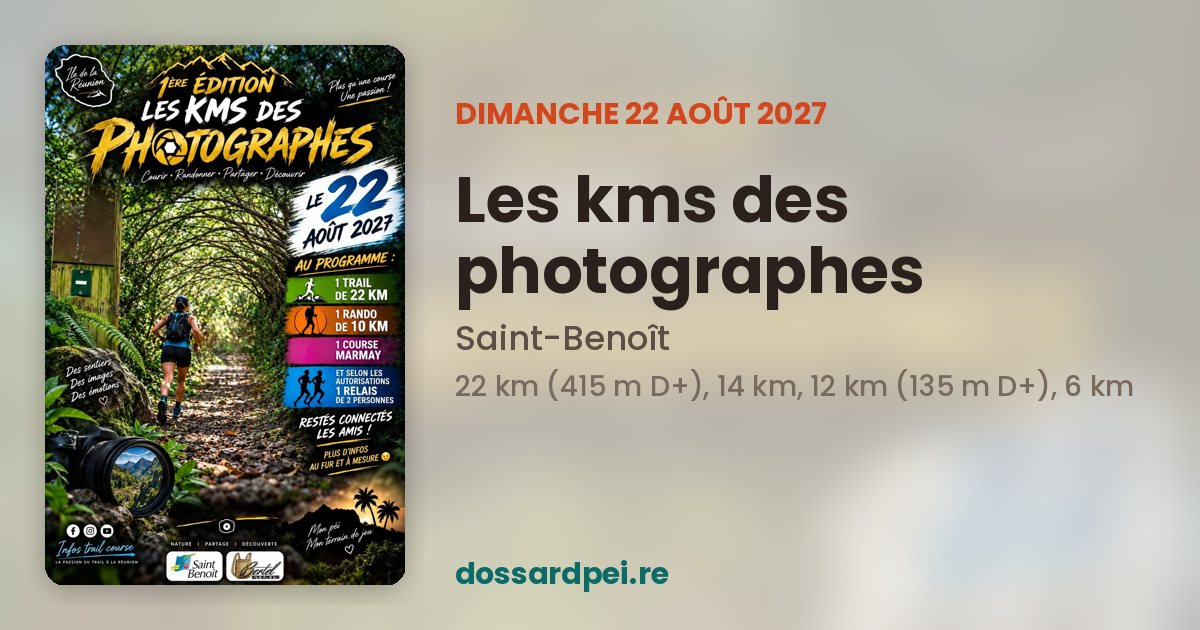 Île de la
Réunion
1ÈRE ÉDITION
LES KMS DES
PHOTOGRAPHES
Plus qu'une course
Une passion !
Courir • Randonner • Partager • Découvrir
LE 22
AOÛT 2027
AU PROGRAMME :
1 TRAIL
DE 22 KM
1 RANDO
DE 10 KM
1 COURSE
MARMAY
ET SELON LES
AUTORISATIONS
1 RELAIS
DE 2 PERSONNES
RESTÉS CONNECTÉS
LES AMIS !
PLUS D'INFOS
AU FUR ET À MESURE
Des sentiers
Des images
Des émotions
Mon péi
Mon terrain de jeu
Infos trail course
LA PASSION DU TRAIL À LA RÉUNION
NATURE | PARTAGE | DÉCOUVERTE
Saint
Benoit
Bertel
DIMANCHE 22 AOÛT 2027
Les kms des
photographes
Saint-Benoît
22 km (415 m D+), 14 km, 12 km (135 m D+), 6 km
dossardpei.re